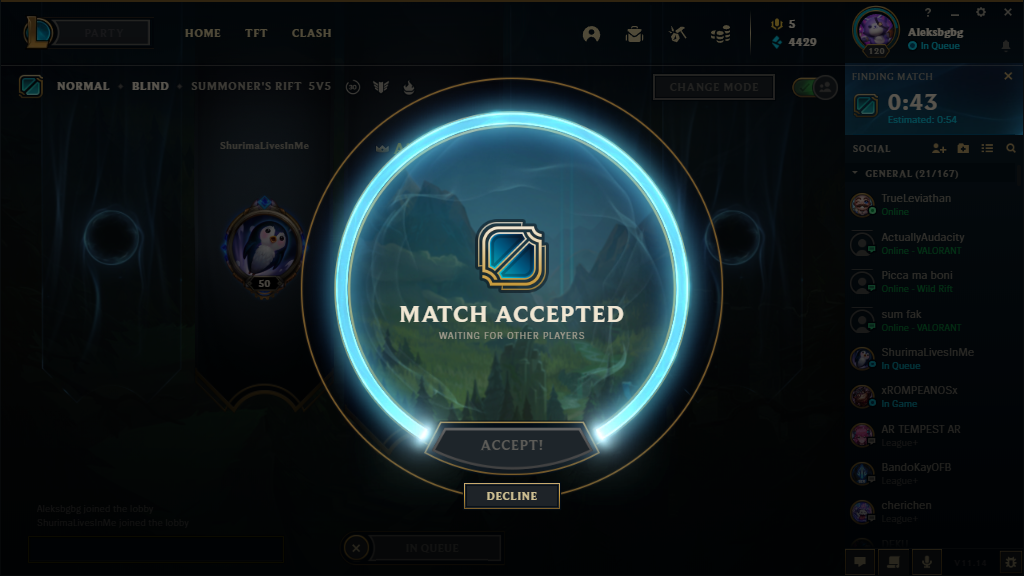 PARTY
HOME
TFT
CLASH
5
4429
?
Aleksbgbg
In Queue
120
NORMAL
BLIND
SUMMONER'S RIFT 5V5
30
CHANGE MODE
FINDING MATCH
0:43
Estimated: 0:54
SOCIAL
GENERAL (21/167)
TrueLeviathan
Online
ActuallyAudacity
Online - VALORANT
Picca ma boni
Online - Wild Rift
sum fak
Online - VALORANT
ShurimaLivesInMe
In Queue
xROMPEANOSx
In Game
AR TEMPEST AR
League+
BandoKayOFB
League+
cherichen
League+
ShurimaLivesInMe
50
MATCH ACCEPTED
WAITING FOR OTHER PLAYERS
ACCEPT!
DECLINE
Aleksbgbg joined the lobby
ShurimaLivesInMe joined the lobby
IN QUEUE
V13.14